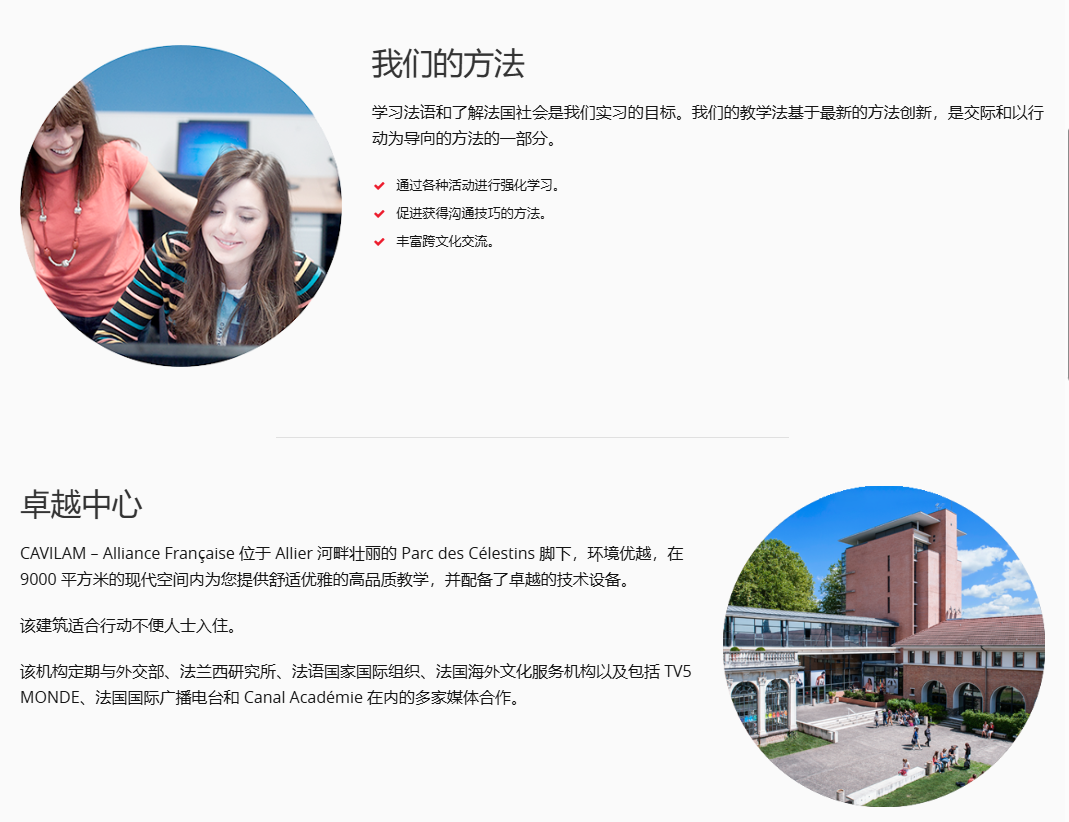 我们的方法
学习法语和了解法国社会是我们实习的目标。我们的教学法基于最新的方法创新，是交际和以行
动为导向的方法的一部分。
通过各种活动进行强化学习。
促进获得沟通技巧的方法。
丰富跨文化交流。
卓越中心
CAVILAM – Alliance Française 位于 Allier 河畔壮丽的 Parc des Célestins 脚下，环境优越，在
9000 平方米的现代空间内为您提供舒适优雅的高品质教学，并配备了卓越的技术设备。
该建筑适合行动不便人士入住。
该机构定期与外交部、法兰西研究所、法语国家国际组织、法国海外文化服务机构以及包括 TV5
MONDE、法国国际广播电台和 Canal Académie 在内的多家媒体合作。